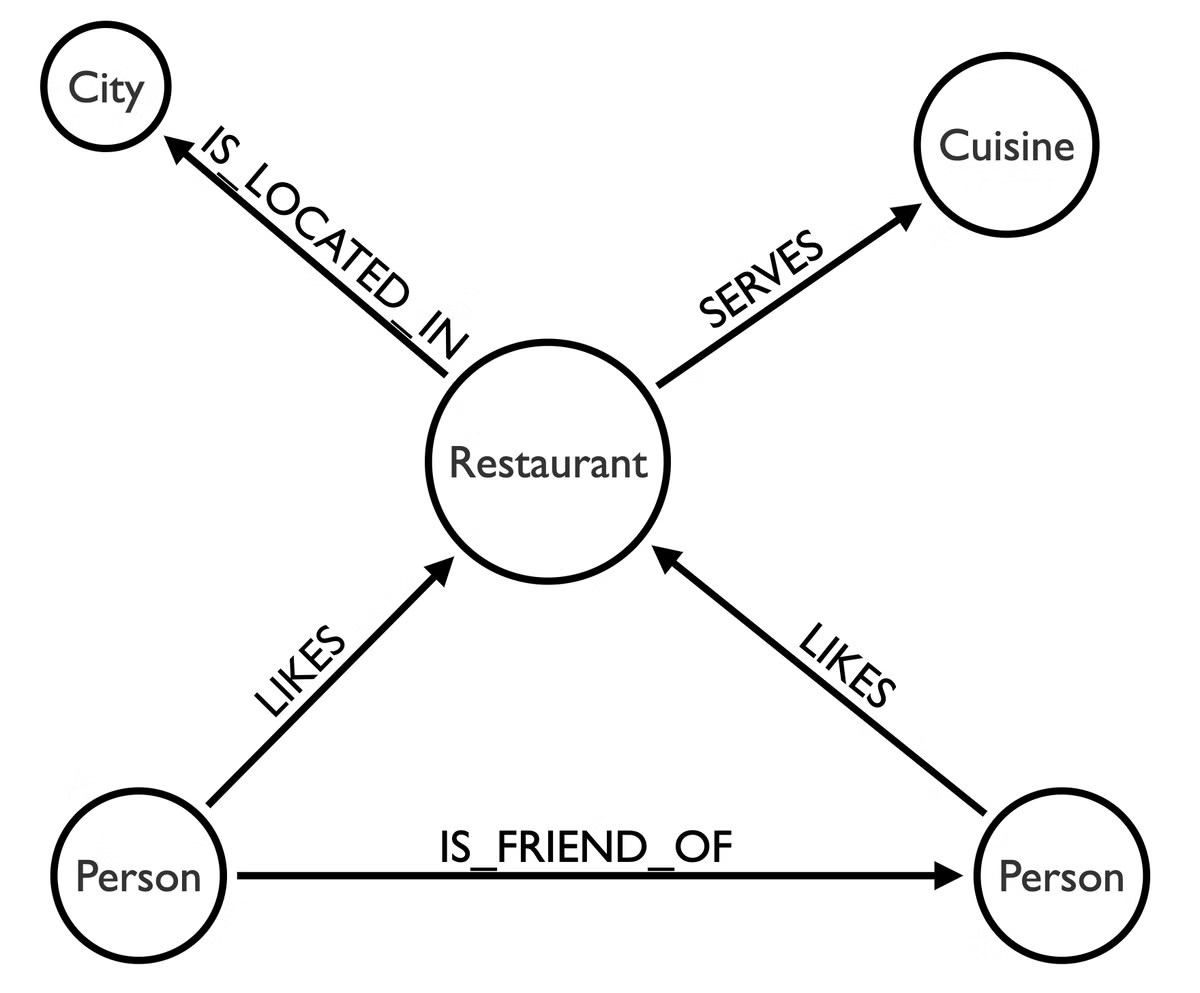 City
Cuisine
IS_LOCATED_IN
SERVES
Restaurant
LIKES
LIKES
IS_FRIEND_OF
Person
Person